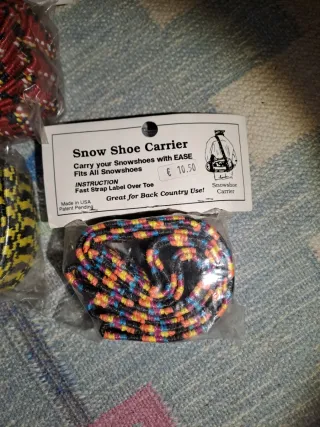 Snow Shoe Carrier
Carry your Snowshoes with EASE
Fits All Snowshoes
INSTRUCTION
Fast Strap Label Over Toe
Great for Back Country Use!
Made in USA
Patent Pending
€ 10,50
Snowshoe
Carrier